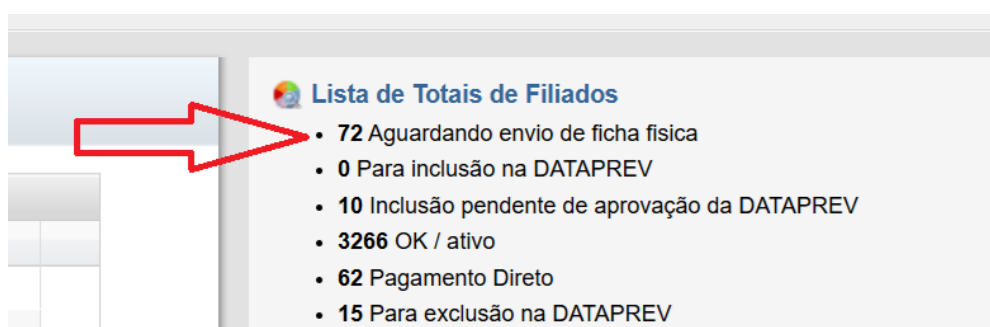 Lista de Totais de Filiados
72 Aguardando envio de ficha fisica
0 Para inclusão na DATAPREV
10 Inclusão pendente de aprovação da DATAPREV
3266 OK / ativo
62 Pagamento Direto
15 Para exclusão na DATAPREV